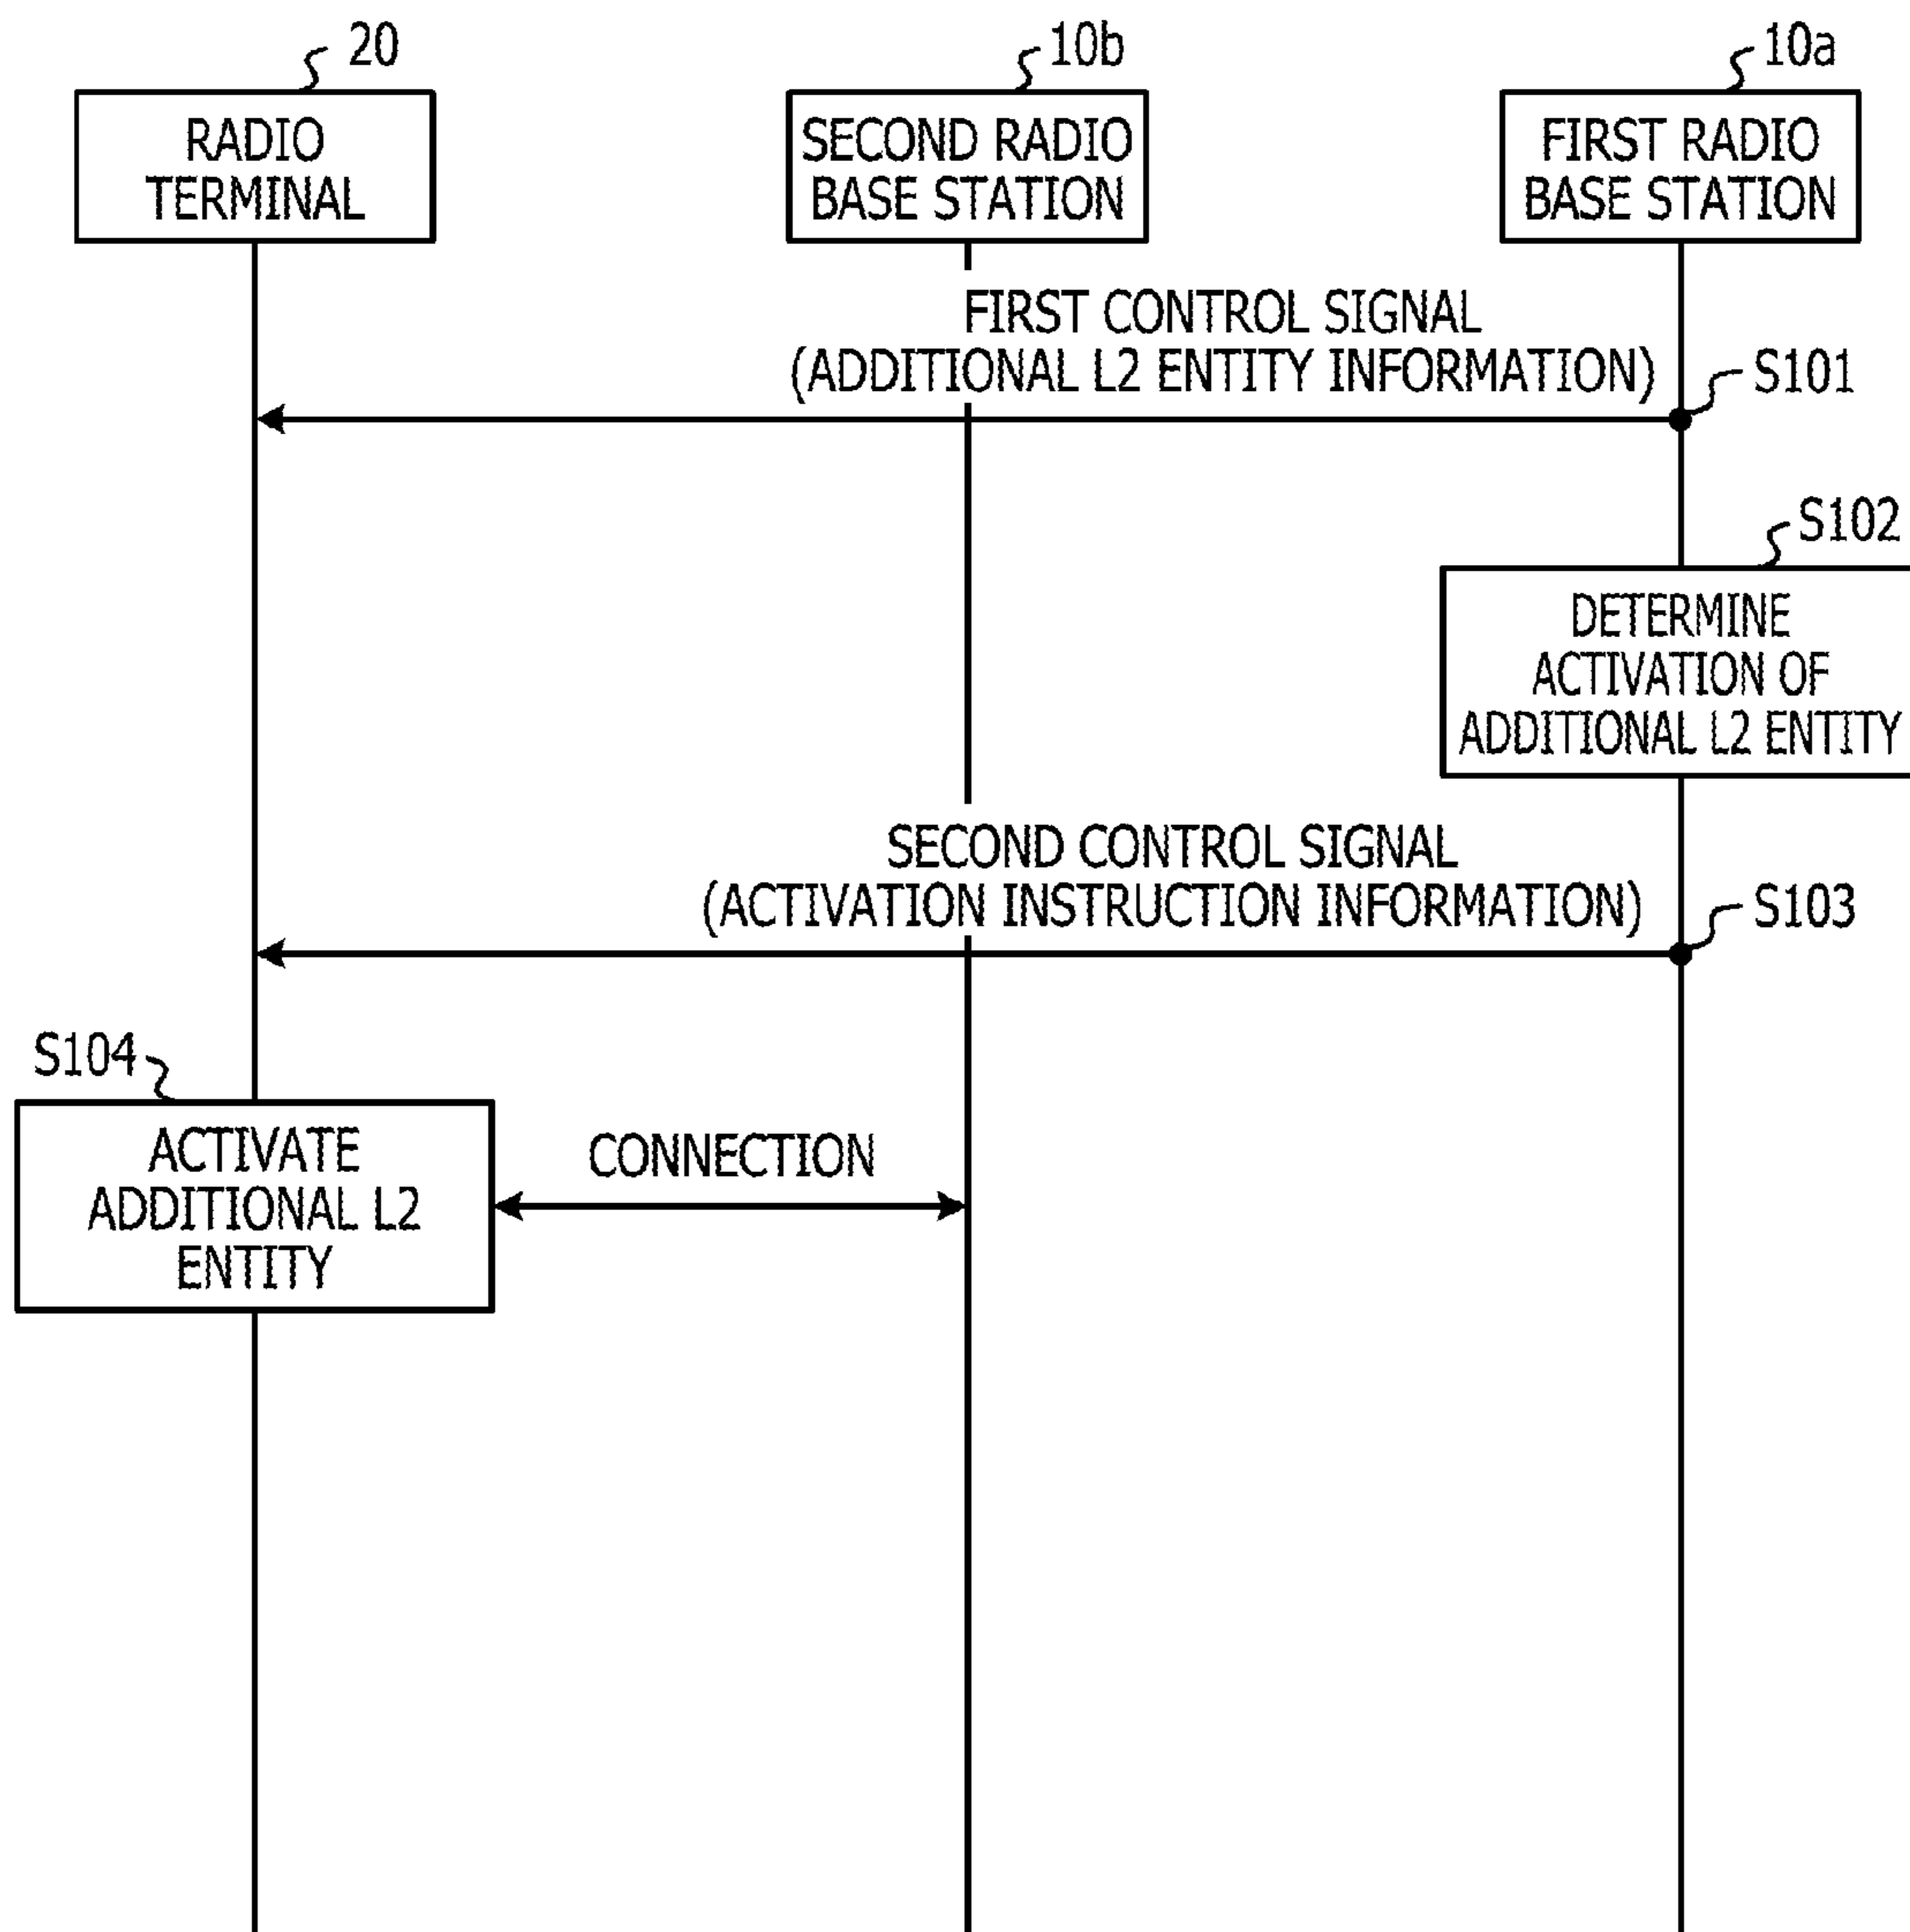 20
10b
10a
RADIO
TERMINAL
SECOND RADIO
BASE STATION
FIRST RADIO
BASE STATION
FIRST CONTROL SIGNAL
(ADDITIONAL L2 ENTITY INFORMATION)
S101
S102
DETERMINE
ACTIVATION OF
ADDITIONAL L2 ENTITY
SECOND CONTROL SIGNAL
(ACTIVATION INSTRUCTION INFORMATION)
S103
S104
ACTIVATE
ADDITIONAL L2
ENTITY
CONNECTION